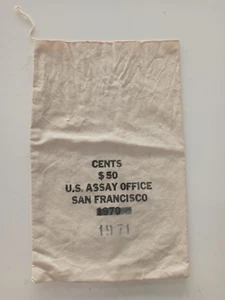 CENTS
$50
U.S. ASSAY OFFICE
SAN FRANCISCO
1970
1971